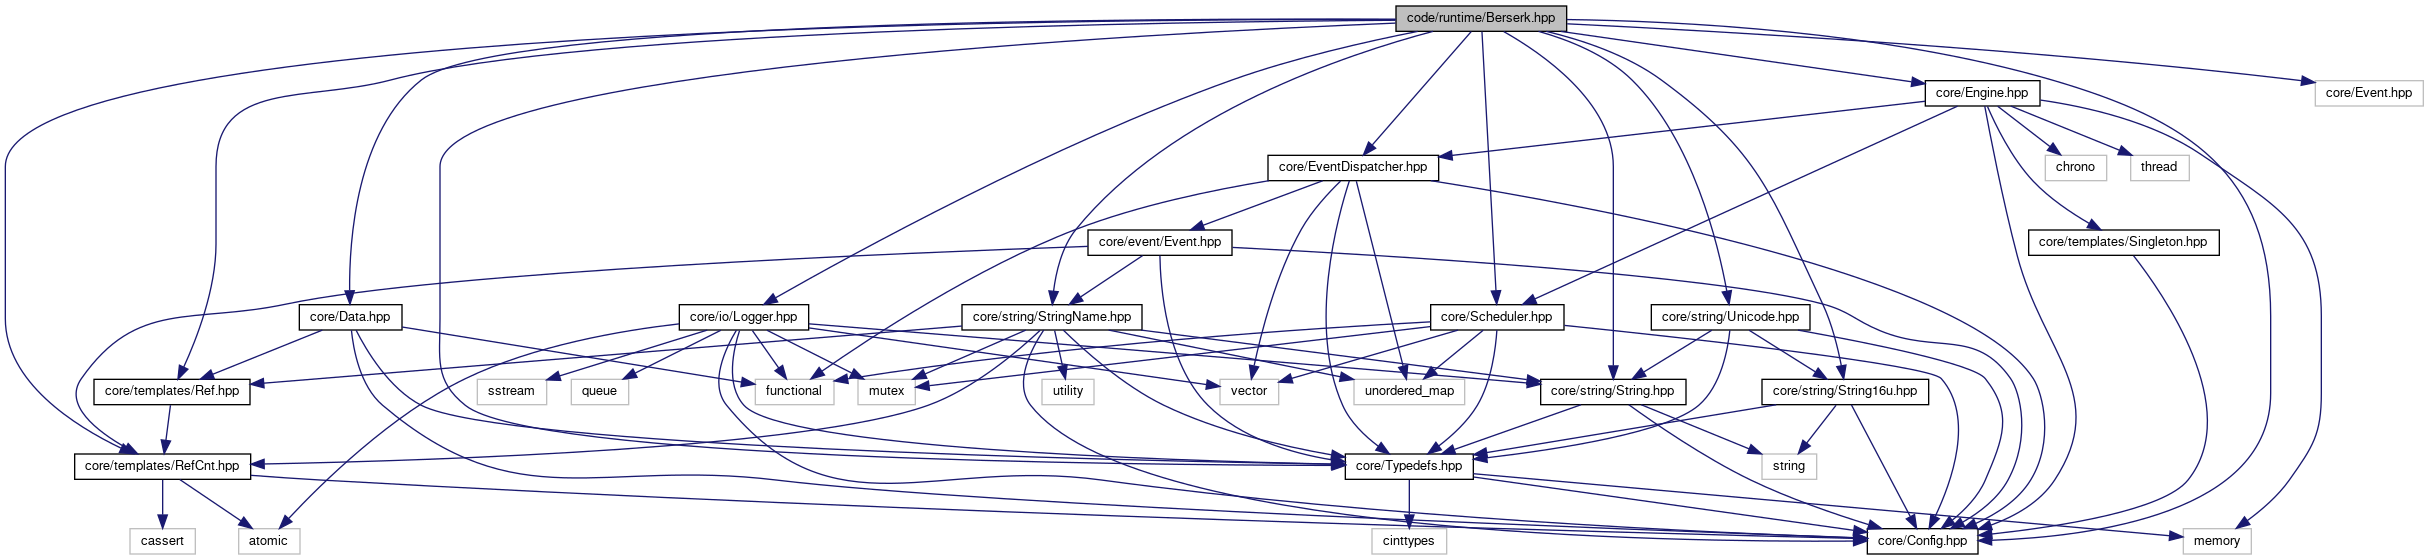 code/runtime/Berserk.hpp
core/Engine.hpp
core/Event.hpp
core/EventDispatcher.hpp
chrono
thread
core/event/Event.hpp
core/templates/Singleton.hpp
core/Data.hpp
core/io/Logger.hpp
core/string/StringName.hpp
core/Scheduler.hpp
core/string/Unicode.hpp
core/templates/Ref.hpp
sstream
queue
functional
mutex
utility
vector
unordered_map
core/string/String.hpp
core/string/String16u.hpp
core/templates/RefCnt.hpp
core/Typedefs.hpp
string
cassert
atomic
cinttypes
core/Config.hpp
memory